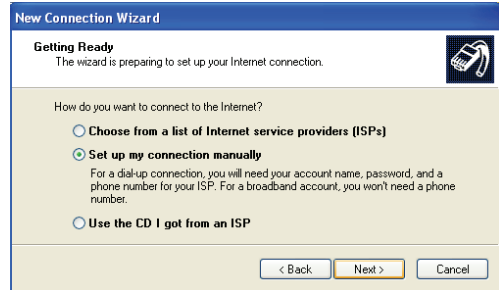 New Connection Wizard
Getting Ready
The wizard is preparing to set up your Internet connection.
How do you want to connect to the Internet?
Choose from a list of Internet service providers (ISPs)
Set up my connection manually
For a dial-up connection, you will need your account name, password, and a
phone number for your ISP. For a broadband account, you won't need a phone
number.
Use the CD I got from an ISP
< Back Next > Cancel